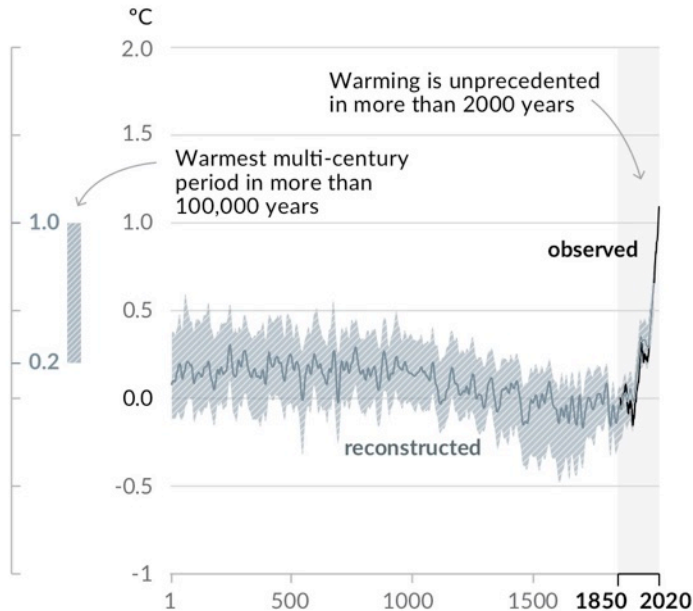 ºC
2.0
Warming is unprecedented
in more than 2000 years
1.5
Warmest multi-century
period in more than
100,000 years
1.0
1.0
observed
0.5
0.2
0.0
reconstructed
-0.5
-1
1
500
1000
1500
1850
2020